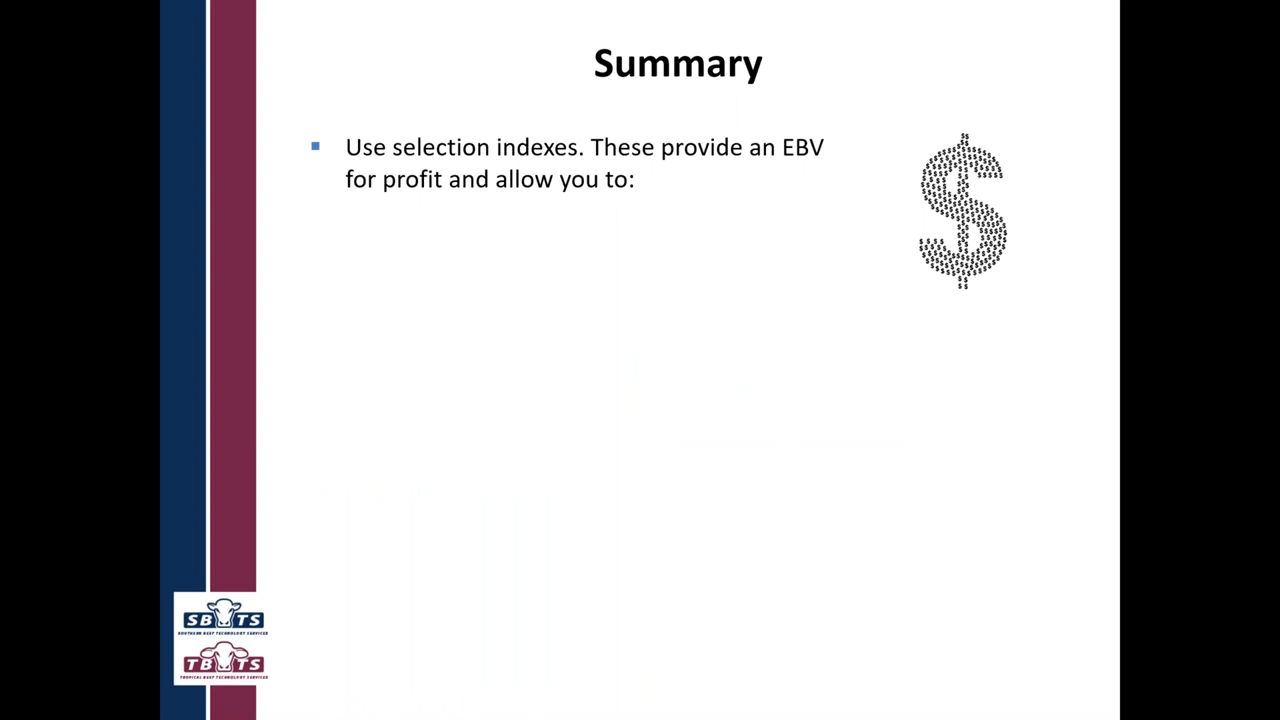 Summary
Use selection indexes. These provide an EBV
for profit and allow you to:
SBTS
SOUTHERN BEEF TECHNOLOGY SERVICES
TBTS
TROPICAL BEEF TECHNOLOGY SERVICES